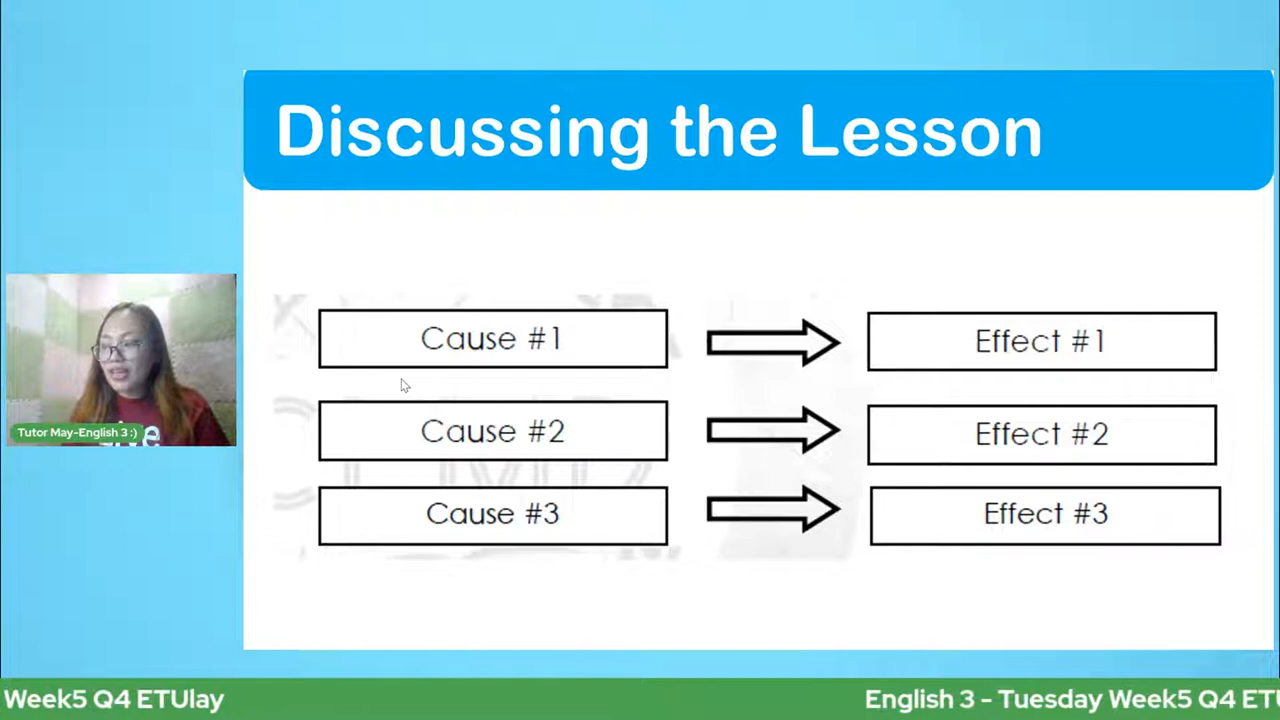 Discussing the Lesson
Cause #1
Effect #1
Cause #2
Effect #2
Cause #3
Effect #3
Tutor May-English 3 :)
Week5 Q4 ETUlay
English 3 - Tuesday Week5 Q4 ETU